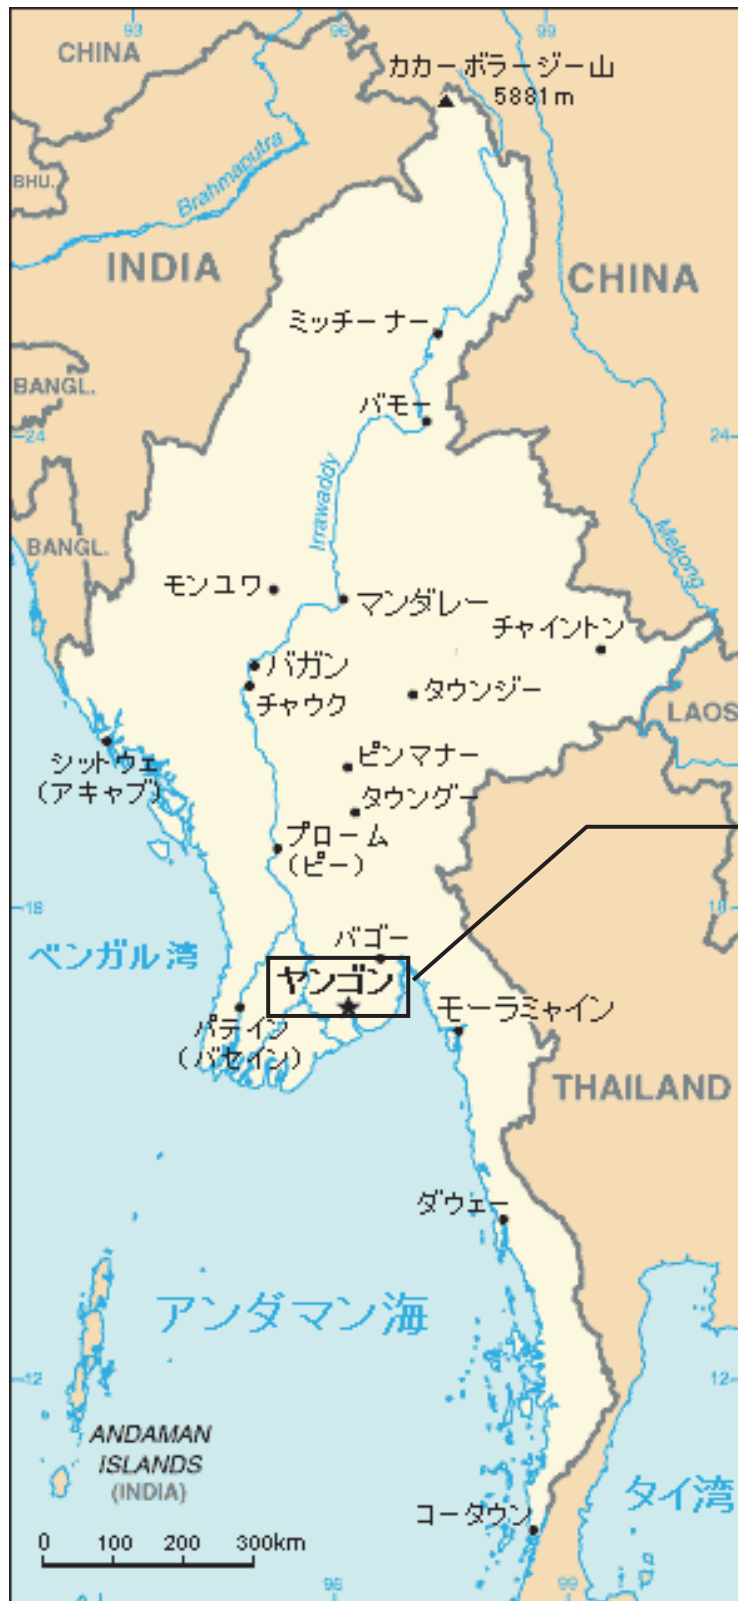 93
96
99
CHINA
カカーボラージー山
5881m
BHU.
Brahmaputra
INDIA
CHINA
ミッチーナー
BANGL.
バモー
24
24
Irrawaddy
Mekong
BANGL.
モンユワ
マンダレー
チャイントン
バガン
チャウク
タウンジー
LAOS
シットウェ
(アキャブ)
ピンマナー
タウングー
プローム
(ピー)
18
18
ベンガル湾
バゴー
ヤンゴン
パテイン
(バセイン)
モーラミャイン
THAILAND
ダウェー
アンダマン海
12
12
ANDAMAN
ISLANDS
(INDIA)
タイ湾
コータウン
0 100 200 300km
96
99